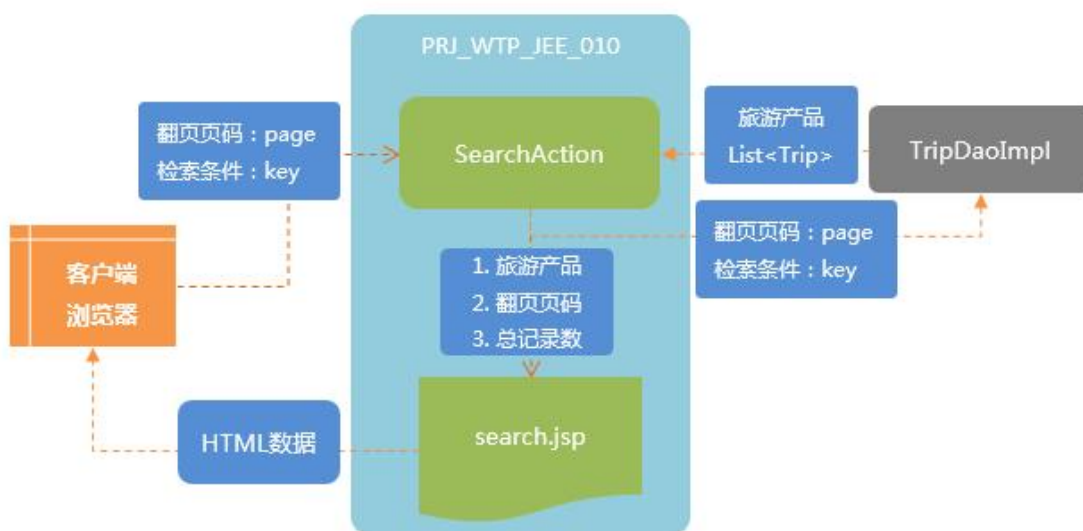 PRJ_WTP_JEE_010
翻页页码：page
检索条件：key
SearchAction
旅游产品
List<Trip>
TripDaoImpl
翻页页码：page
检索条件：key
客户端
浏览器
1. 旅游产品
2. 翻页页码
3. 总记录数
HTML数据
search.jsp